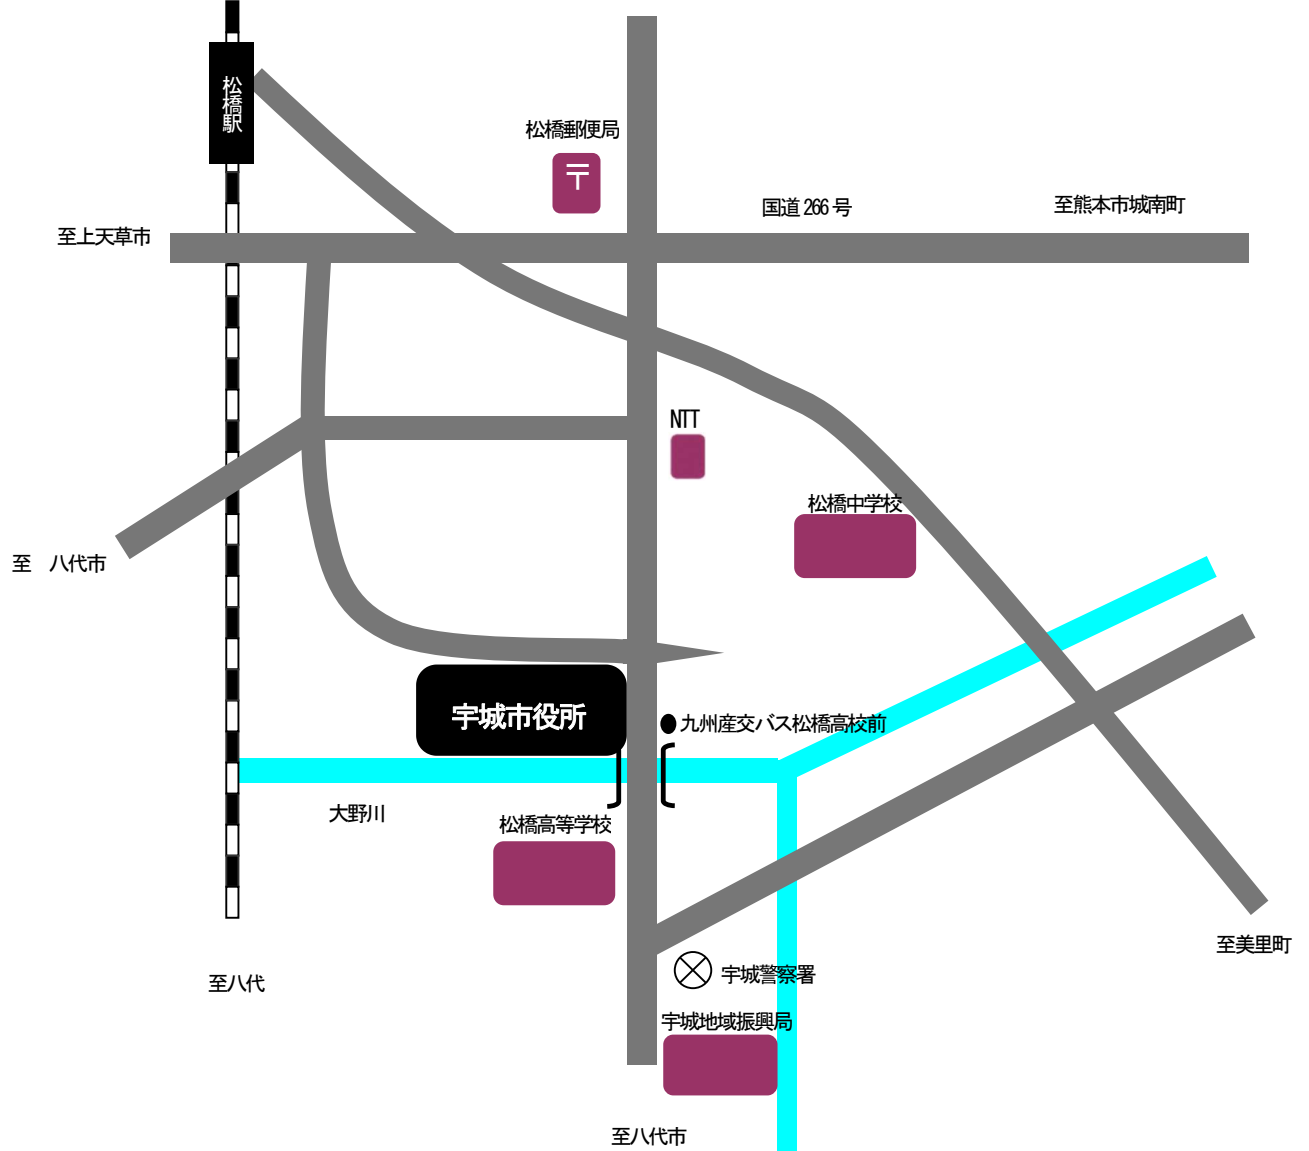 松橋駅
松橋郵便局
〒
国道266号
至熊本市城南町
至上天草市
NTT
松橋中学校
至　八代市
宇城市役所
九州産交バス松橋高校前
大野川
松橋高等学校
至美里町
宇城警察署
至八代
宇城地域振興局
至八代市